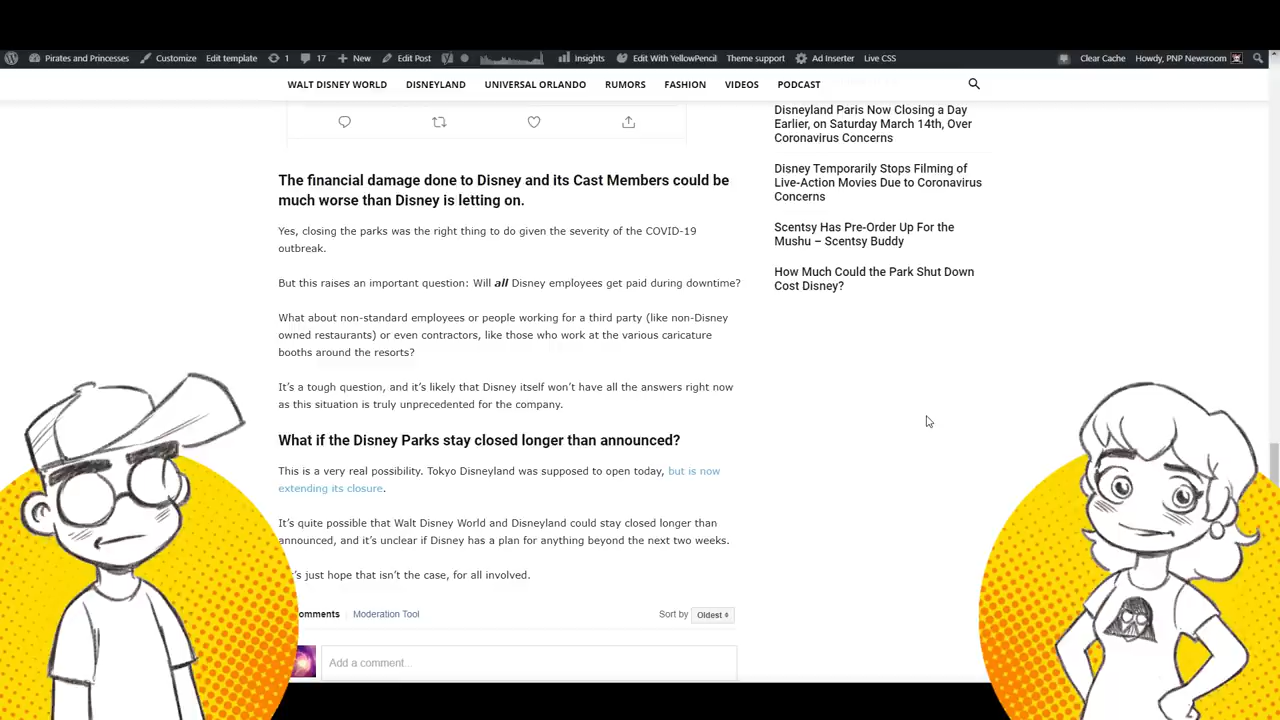 Pirates and Princesses Customize Edit template 1 17 New Edit Post Insights Edit With YellowPencil Theme support Ad Inserter Live CSS Clear Cache Howdy, PNP Newsroom
WALT DISNEY WORLD DISNEYLAND UNIVERSAL ORLANDO RUMORS FASHION VIDEOS PODCAST
The financial damage done to Disney and its Cast Members could be
much worse than Disney is letting on.
Yes, closing the parks was the right thing to do given the severity of the COVID-19
outbreak.
But this raises an important question: Will all Disney employees get paid during downtime?
What about non-standard employees or people working for a third party (like non-Disney
owned restaurants) or even contractors, like those who work at the various caricature
booths around the resorts?
It's a tough question, and it's likely that Disney itself won't have all the answers right now
as this situation is truly unprecedented for the company.
What if the Disney Parks stay closed longer than announced?
This is a very real possibility. Tokyo Disneyland was supposed to open today, but is now
extending its closure.
It's quite possible that Walt Disney World and Disneyland could stay closed longer than
announced, and it's unclear if Disney has a plan for anything beyond the next two weeks.
's just hope that isn't the case, for all involved.
omments Moderation Tool Sort by Oldest
Add a comment...
Disneyland Paris Now Closing a Day
Earlier, on Saturday March 14th, Over
Coronavirus Concerns
Disney Temporarily Stops Filming of
Live-Action Movies Due to Coronavirus
Concerns
Scentsy Has Pre-Order Up For the
Mushu – Scentsy Buddy
How Much Could the Park Shut Down
Cost Disney?